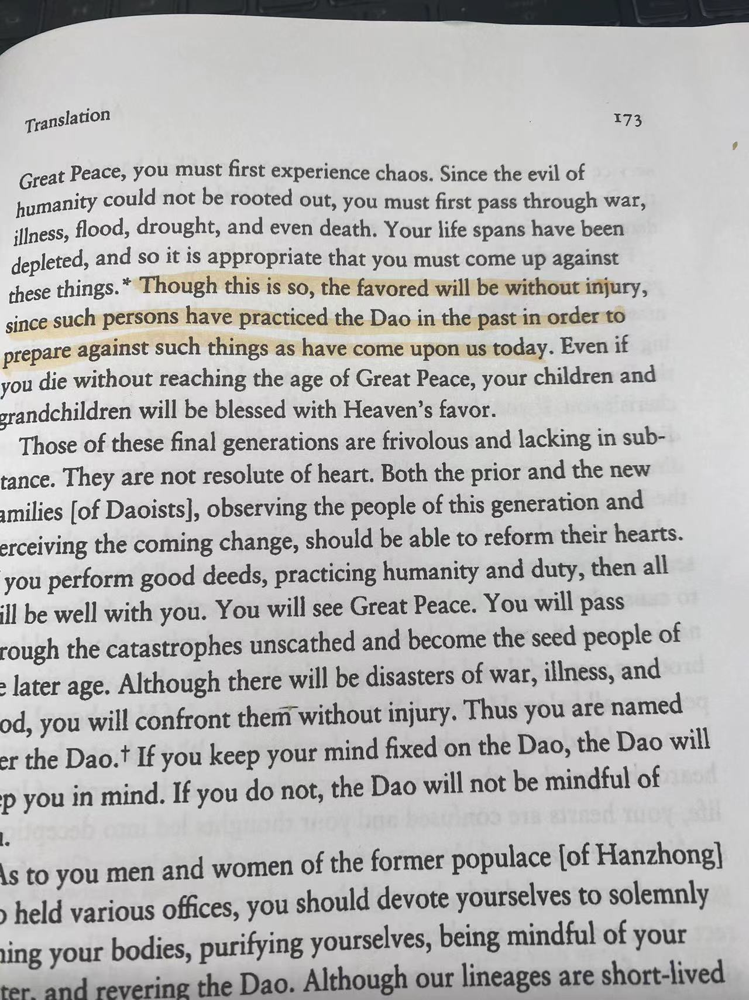 Translation
173
Great Peace, you must first experience chaos. Since the evil of
humanity could not be rooted out, you must first pass through war,
illness, flood, drought, and even death. Your life spans have been
depleted, and so it is appropriate that you must come up against
these things.* Though this is so, the favored will be without injury,
since such persons have practiced the Dao in the past in order to
prepare against such things as have come upon us today. Even if
you die without reaching the age of Great Peace, your children and
grandchildren will be blessed with Heaven's favor.
Those of these final generations are frivolous and lacking in sub-
tance. They are not resolute of heart. Both the prior and the new
amilies [of Daoists], observing the people of this generation and
erceiving the coming change, should be able to reform their hearts.
you perform good deeds, practicing humanity and duty, then all
ill be well with you. You will see Great Peace. You will pass
rough the catastrophes unscathed and become the seed people of
e later age. Although there will be disasters of war, illness, and
od, you will confront them without injury. Thus you are named
er the Dao.† If you keep your mind fixed on the Dao, the Dao will
p you in mind. If you do not, the Dao will not be mindful of
As to you men and women of the former populace [of Hanzhong]
o held various offices, you should devote yourselves to solemnly
ning your bodies, purifying yourselves, being mindful of your
ter, and revering the Dao. Although our lineages are short-lived